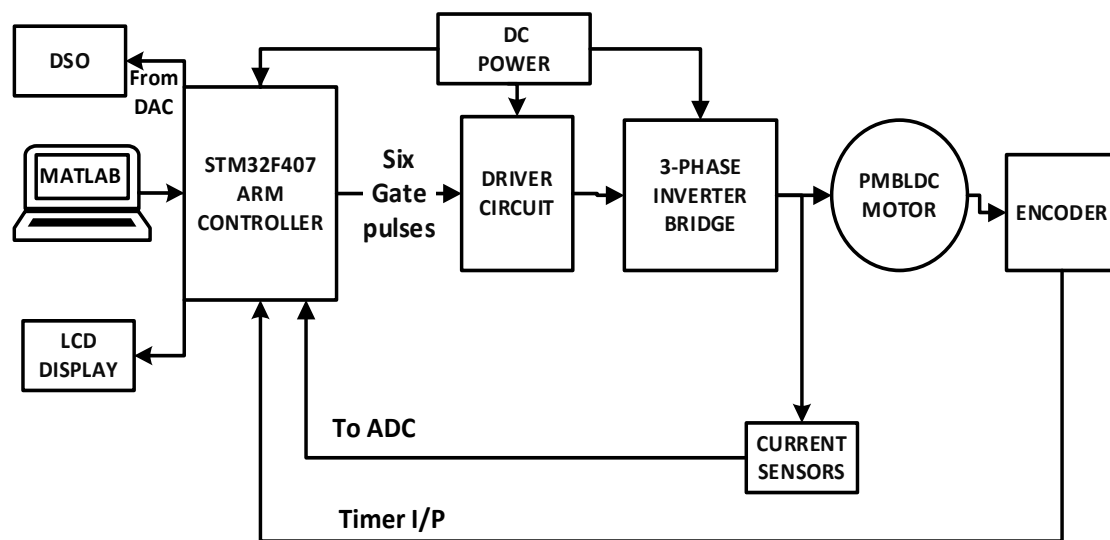 DSO
From
DAC
DC
POWER
MATLAB
STM32F407
ARM
CONTROLLER
Six
Gate
pulses
DRIVER
CIRCUIT
3-PHASE
INVERTER
BRIDGE
PMBLDC
MOTOR
ENCODER
LCD
DISPLAY
To ADC
CURRENT
SENSORS
Timer I/P